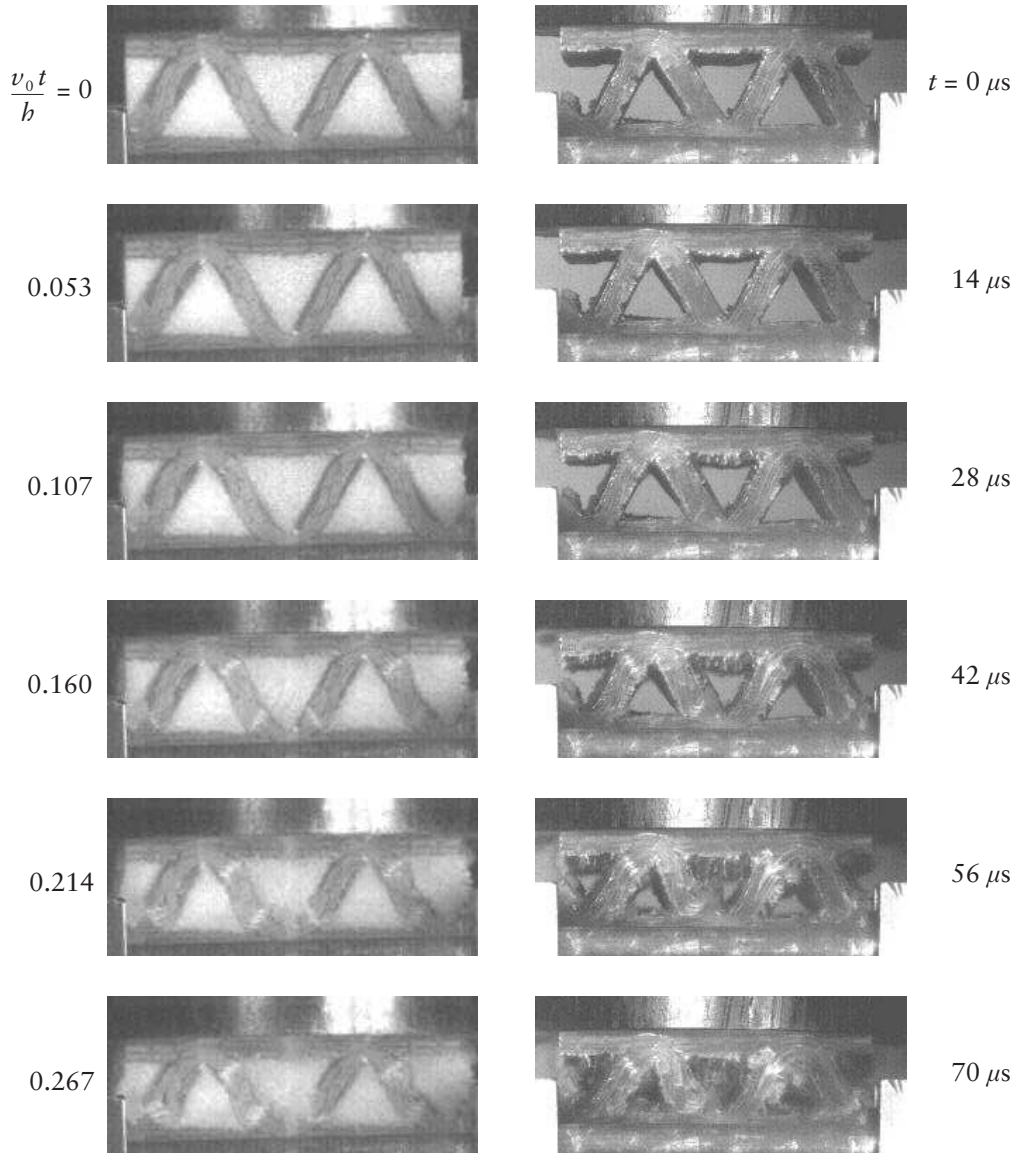 v₀ t / h = 0 t = 0 μs
0.053 14 μs
0.107 28 μs
0.160 42 μs
0.214 56 μs
0.267 70 μs